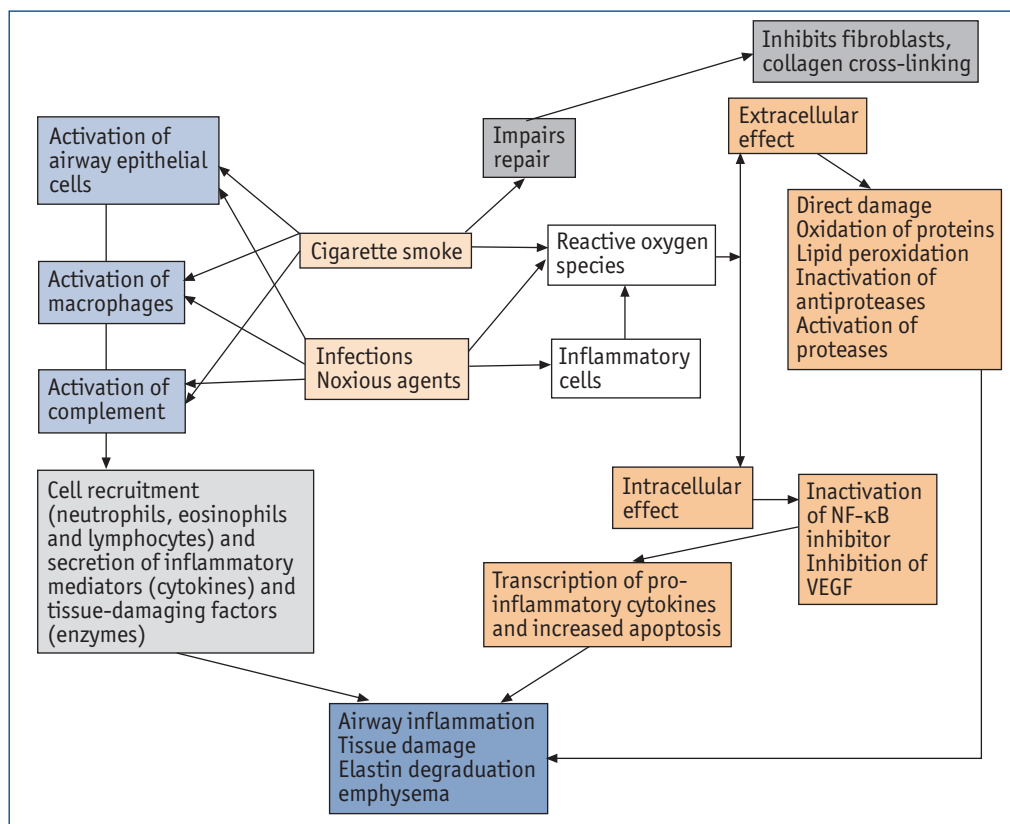 Inhibits fibroblasts,
collagen cross-linking
Activation of
airway epithelial
cells
Impairs
repair
Extracellular
effect
Cigarette smoke
Reactive oxygen
species
Direct damage
Oxidation of proteins
Lipid peroxidation
Inactivation of
antiproteases
Activation of
proteases
Activation of
macrophages
Infections
Noxious agents
Inflammatory
cells
Activation of
complement
Cell recruitment
(neutrophils, eosinophils
and lymphocytes) and
secretion of inflammatory
mediators (cytokines) and
tissue-damaging factors
(enzymes)
Intracellular
effect
Inactivation
of NF-κB
inhibitor
Inhibition of
VEGF
Transcription of pro-
inflammatory cytokines
and increased apoptosis
Airway inflammation
Tissue damage
Elastin degraduation
emphysema